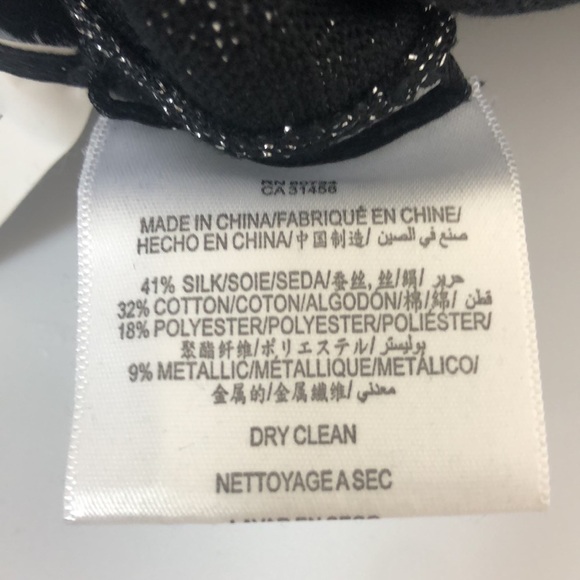 CA 31456
MADE IN CHINA/FABRIQUÉ EN CHINE/
HECHO EN CHINA/中国制造/ صنع في الصين
41% SILK/SOIE/SEDA/蚕丝,丝/絹/ حرير
32% COTTON/COTON/ALGODÓN/棉/綿/ قطن
18% POLYESTER/POLYESTER/POLIÉSTER/
聚酯纤维/ポリエステル/ بوليستر
9% METALLIC/MÉTALLIQUE/METÁLICO/
金属的/金属纖维/ معدني
DRY CLEAN
NETTOYAGE A SEC